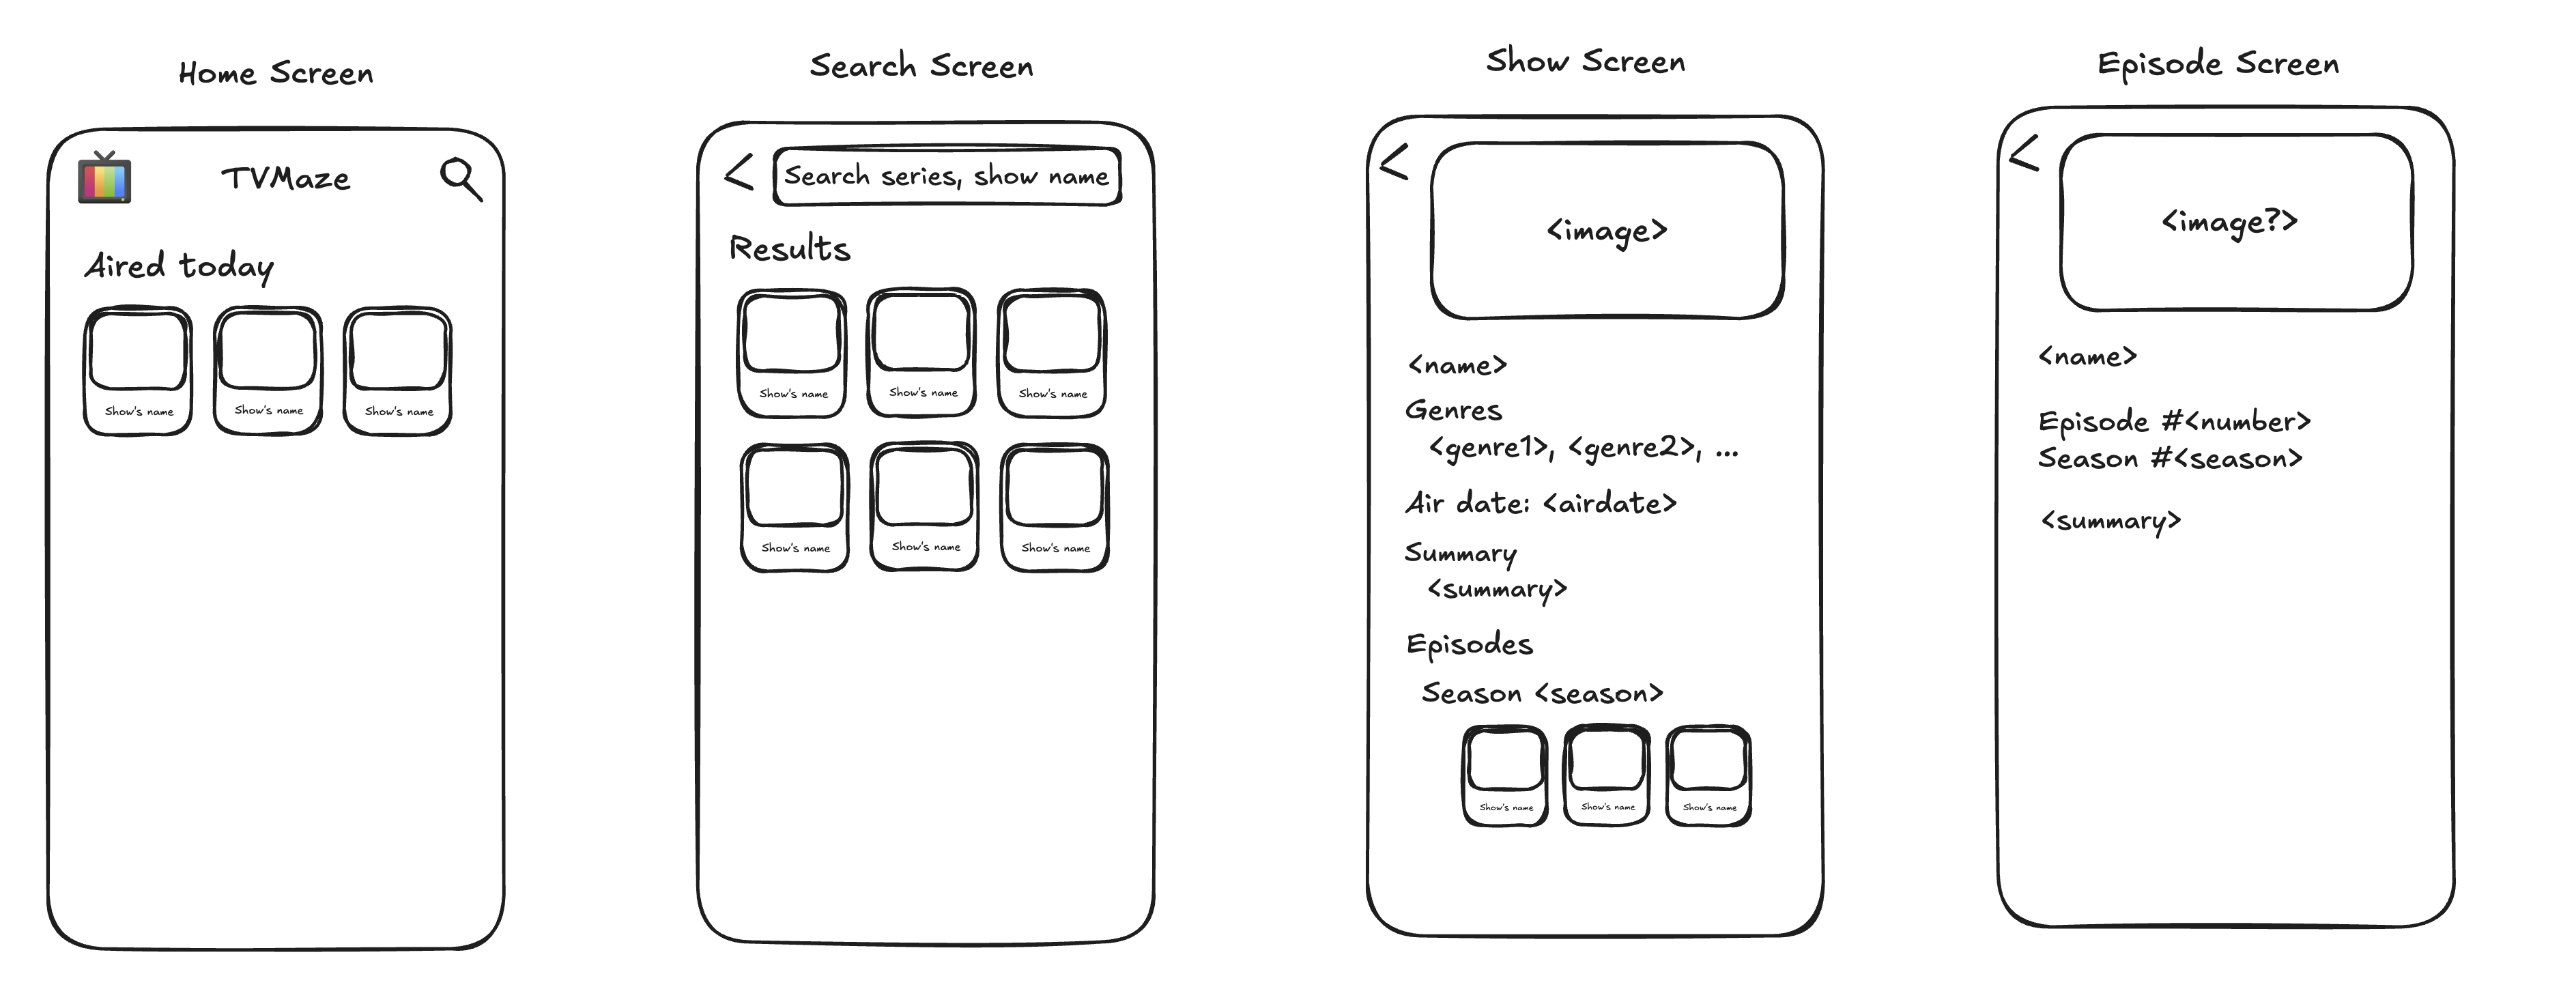 Home Screen
TVMaze
Aired today
Show's name
Show's name
Show's name
Search Screen
Search series, show name
Results
Show's name
Show's name
Show's name
Show's name
Show's name
Show's name
Show Screen
<image>
<name>
Genres
<genre1>, <genre2>, ...
Air date: <airdate>
Summary
<summary>
Episodes
Season <season>
Show's name
Show's name
Show's name
Episode Screen
<image?>
<name>
Episode #<number>
Season #<season>
<summary>